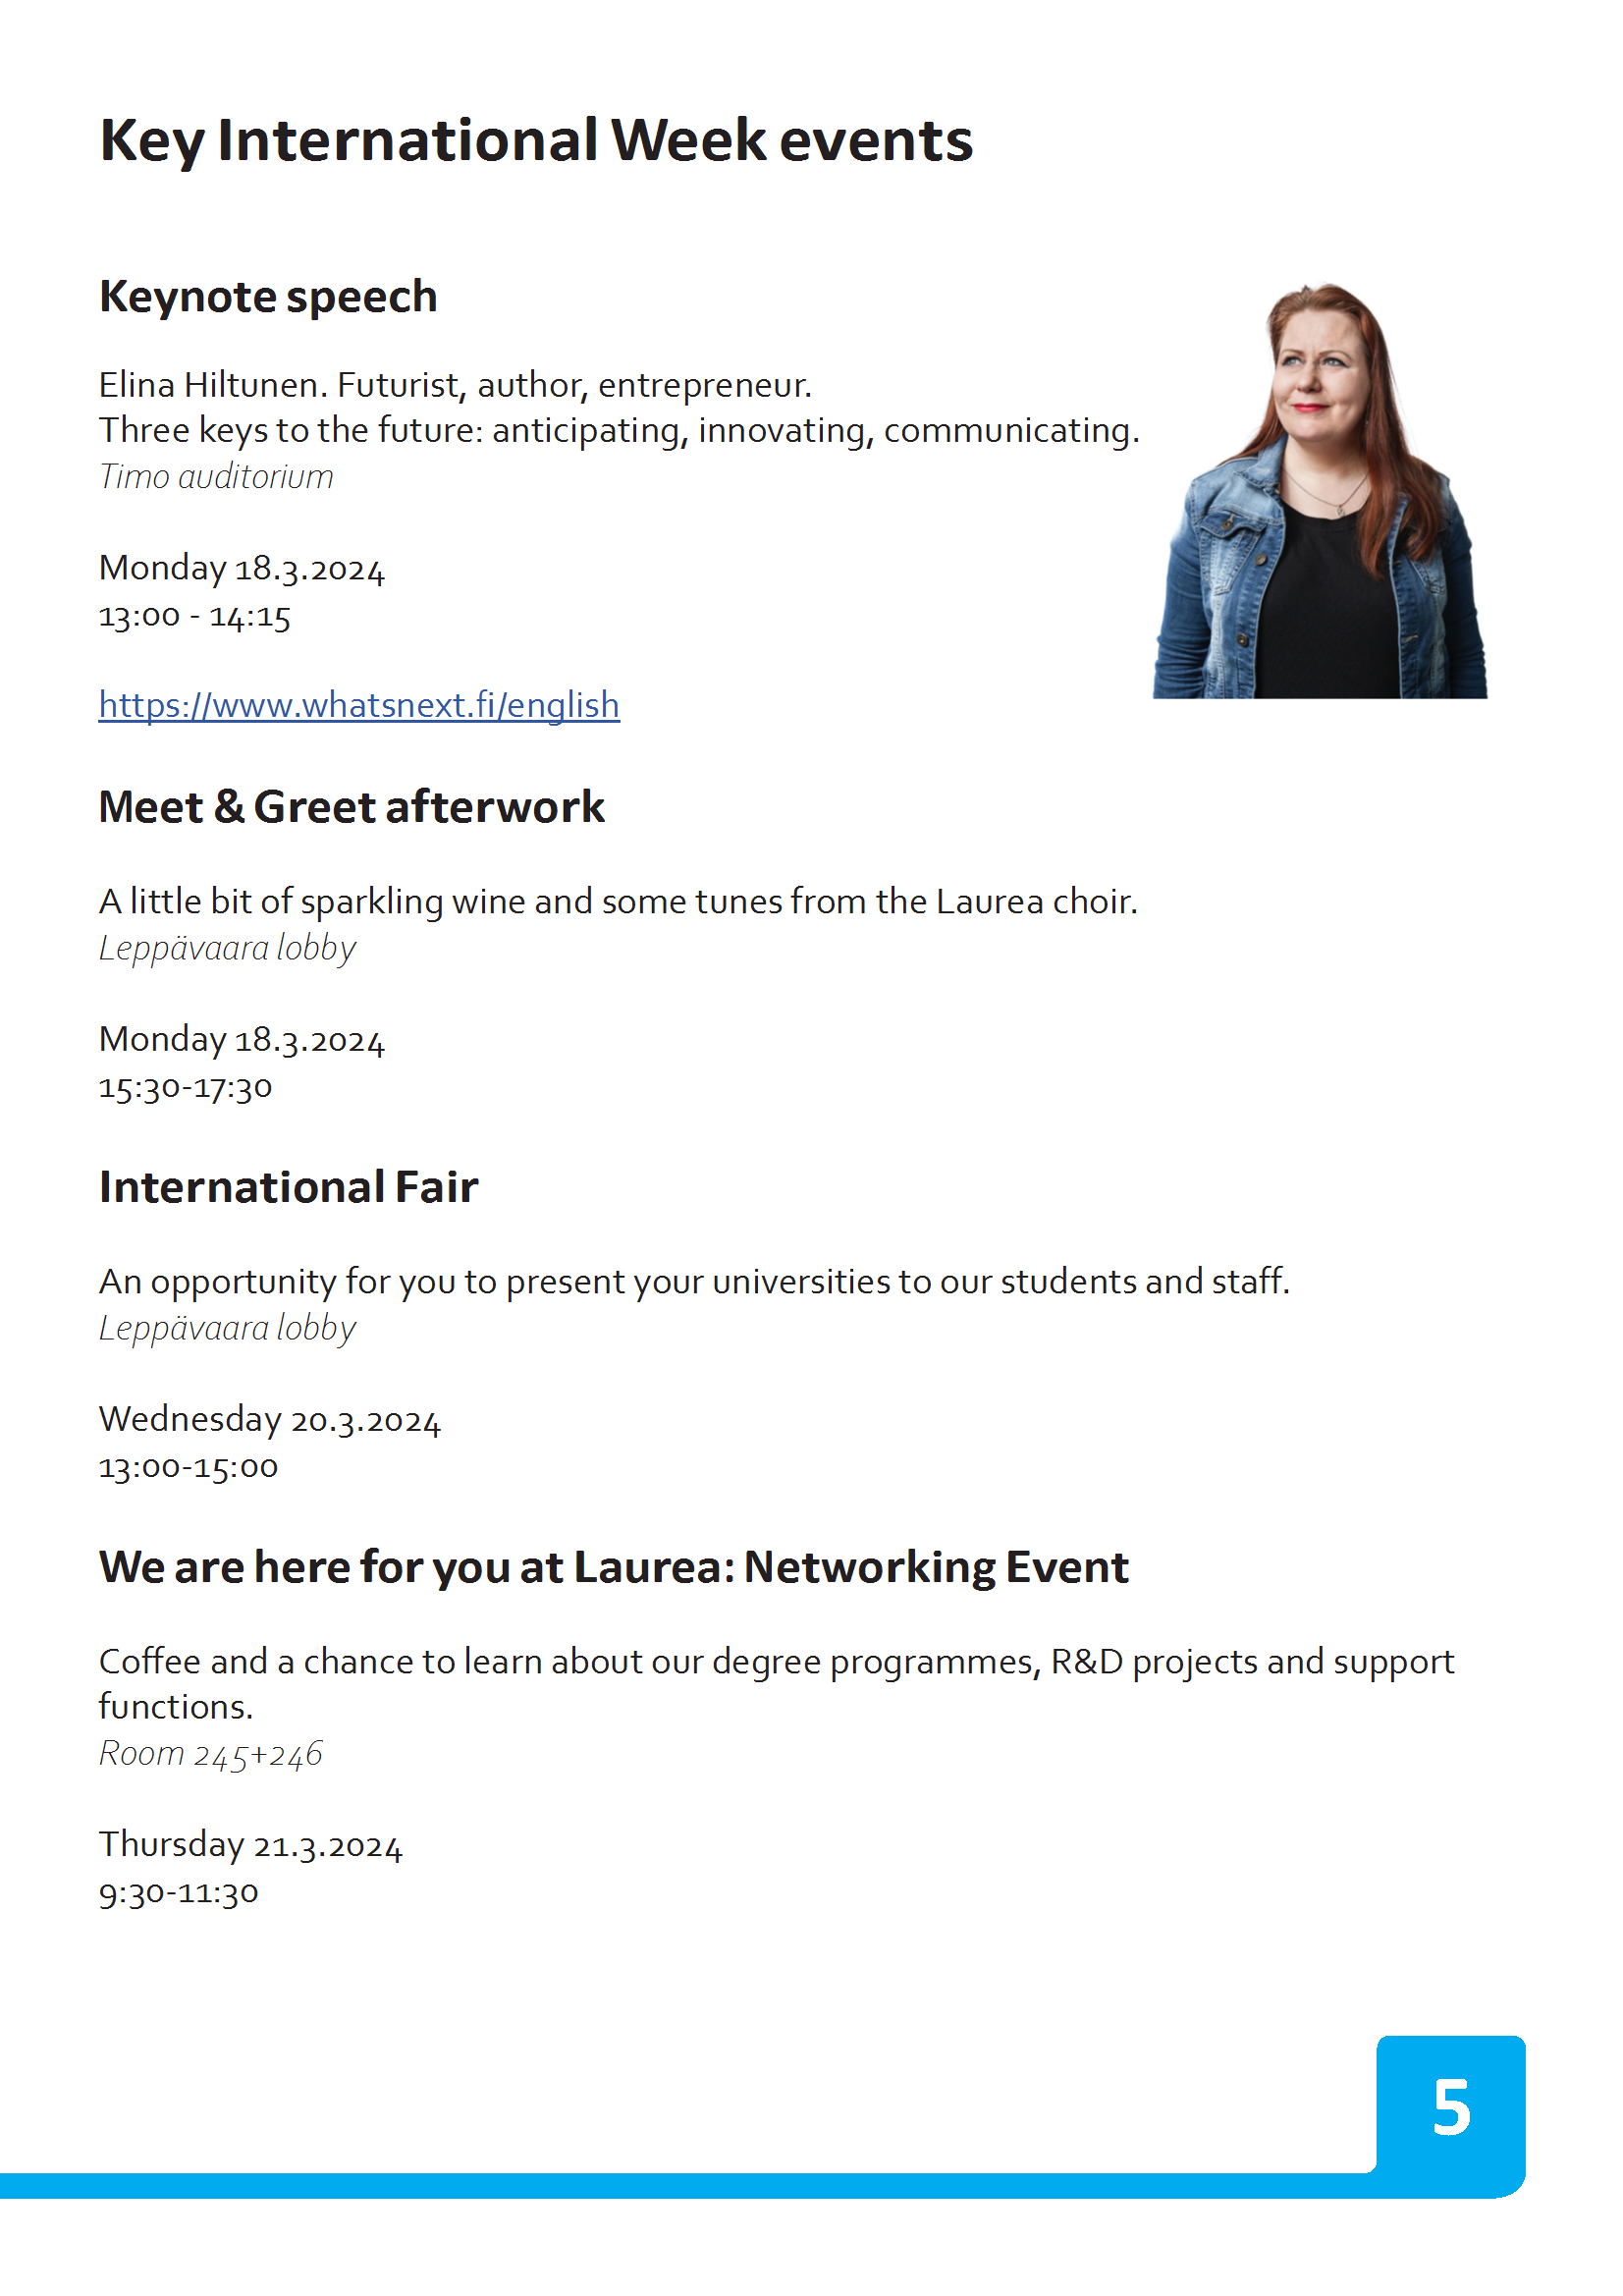 Key International Week events
Keynote speech
Elina Hiltunen. Futurist, author, entrepreneur.
Three keys to the future: anticipating, innovating, communicating.
Timo auditorium
Monday 18.3.2024
13:00 - 14:15
https://www.whatsnext.fi/english
Meet & Greet afterwork
A little bit of sparkling wine and some tunes from the Laurea choir.
Leppävaara lobby
Monday 18.3.2024
15:30-17:30
International Fair
An opportunity for you to present your universities to our students and staff.
Leppävaara lobby
Wednesday 20.3.2024
13:00-15:00
We are here for you at Laurea: Networking Event
Coffee and a chance to learn about our degree programmes, R&D projects and support
functions.
Room 245+246
Thursday 21.3.2024
9:30-11:30
5